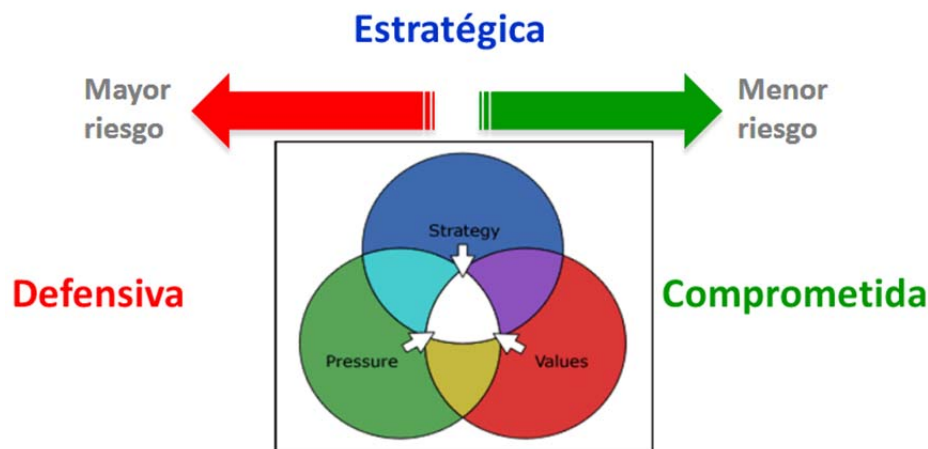 Estratégica
Mayor
riesgo
Menor
riesgo
Strategy
Defensiva
Comprometida
Pressure
Values